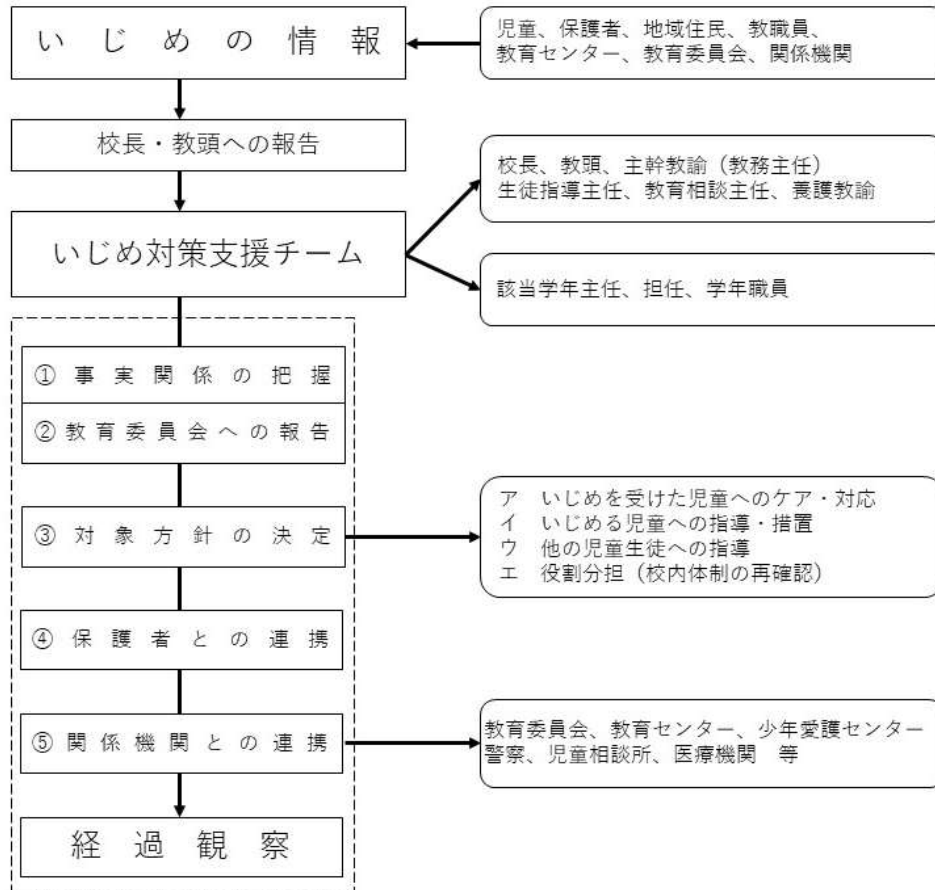 いじめの情報
児童、保護者、地域住民、教職員、
教育センター、教育委員会、関係機関
校長・教頭への報告
校長、教頭、主幹教諭（教務主任）
生徒指導主任、教育相談主任、養護教諭
いじめ対策支援チーム
該当学年主任、担任、学年職員
①事実関係の把握
②教育委員会への報告
③対象方針の決定
ア　いじめを受けた児童へのケア・対応
イ　いじめる児童への指導・措置
ウ　他の児童生徒への指導
エ　役割分担（校内体制の再確認）
④保護者との連携
⑤関係機関との連携
教育委員会、教育センター、少年愛護センター
警察、児童相談所、医療機関　等
経過観察